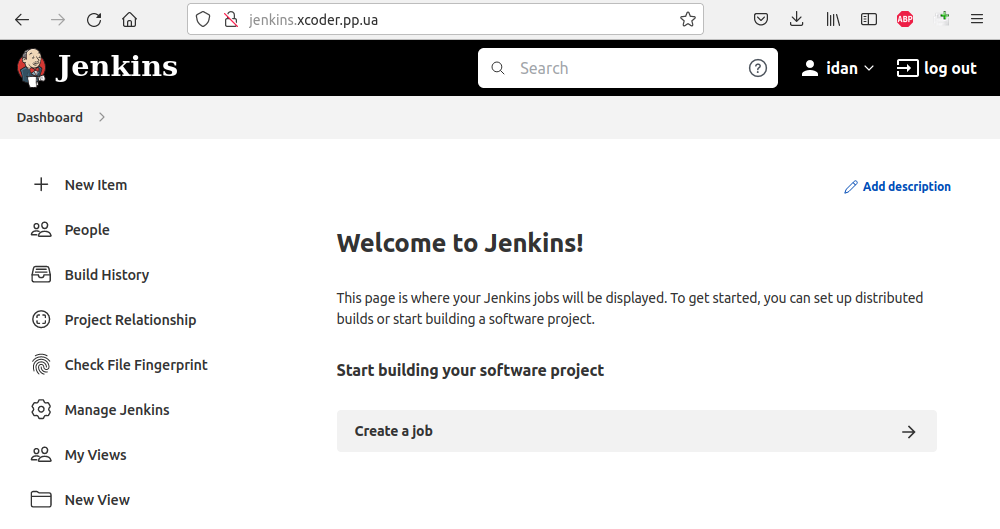 jenkins.xcoder.pp.ua
ABP
Jenkins
Search
?
idan
log out
Dashboard
New Item
People
Build History
Project Relationship
Check File Fingerprint
Manage Jenkins
My Views
New View
Add description
Welcome to Jenkins!
This page is where your Jenkins jobs will be displayed. To get started, you can set up distributed
builds or start building a software project.
Start building your software project
Create a job